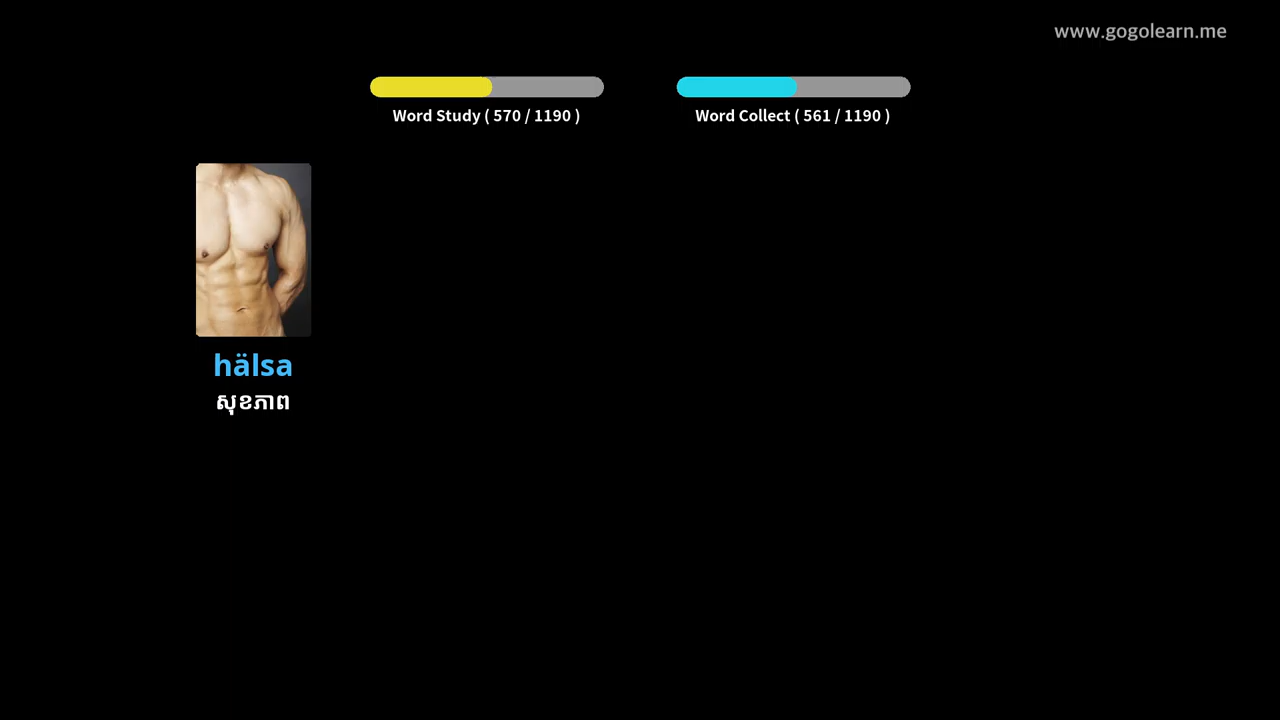 www.gogolearn.me
Word Study ( 570 / 1190 )
Word Collect ( 561 / 1190 )
hälsa
សុខភាព